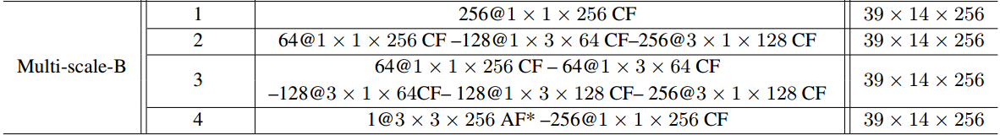 1 256@1 × 1 × 256 CF 39 × 14 × 256
2 64@1 × 1 × 256 CF –128@1 × 3 × 64 CF–256@3 × 1 × 128 CF 39 × 14 × 256
Multi-scale-B 3 64@1 × 1 × 256 CF – 64@1 × 3 × 64 CF 39 × 14 × 256
–128@3 × 1 × 64CF– 128@1 × 3 × 128 CF– 256@3 × 1 × 128 CF
4 1@3 × 3 × 256 AF* –256@1 × 1 × 256 CF 39 × 14 × 256